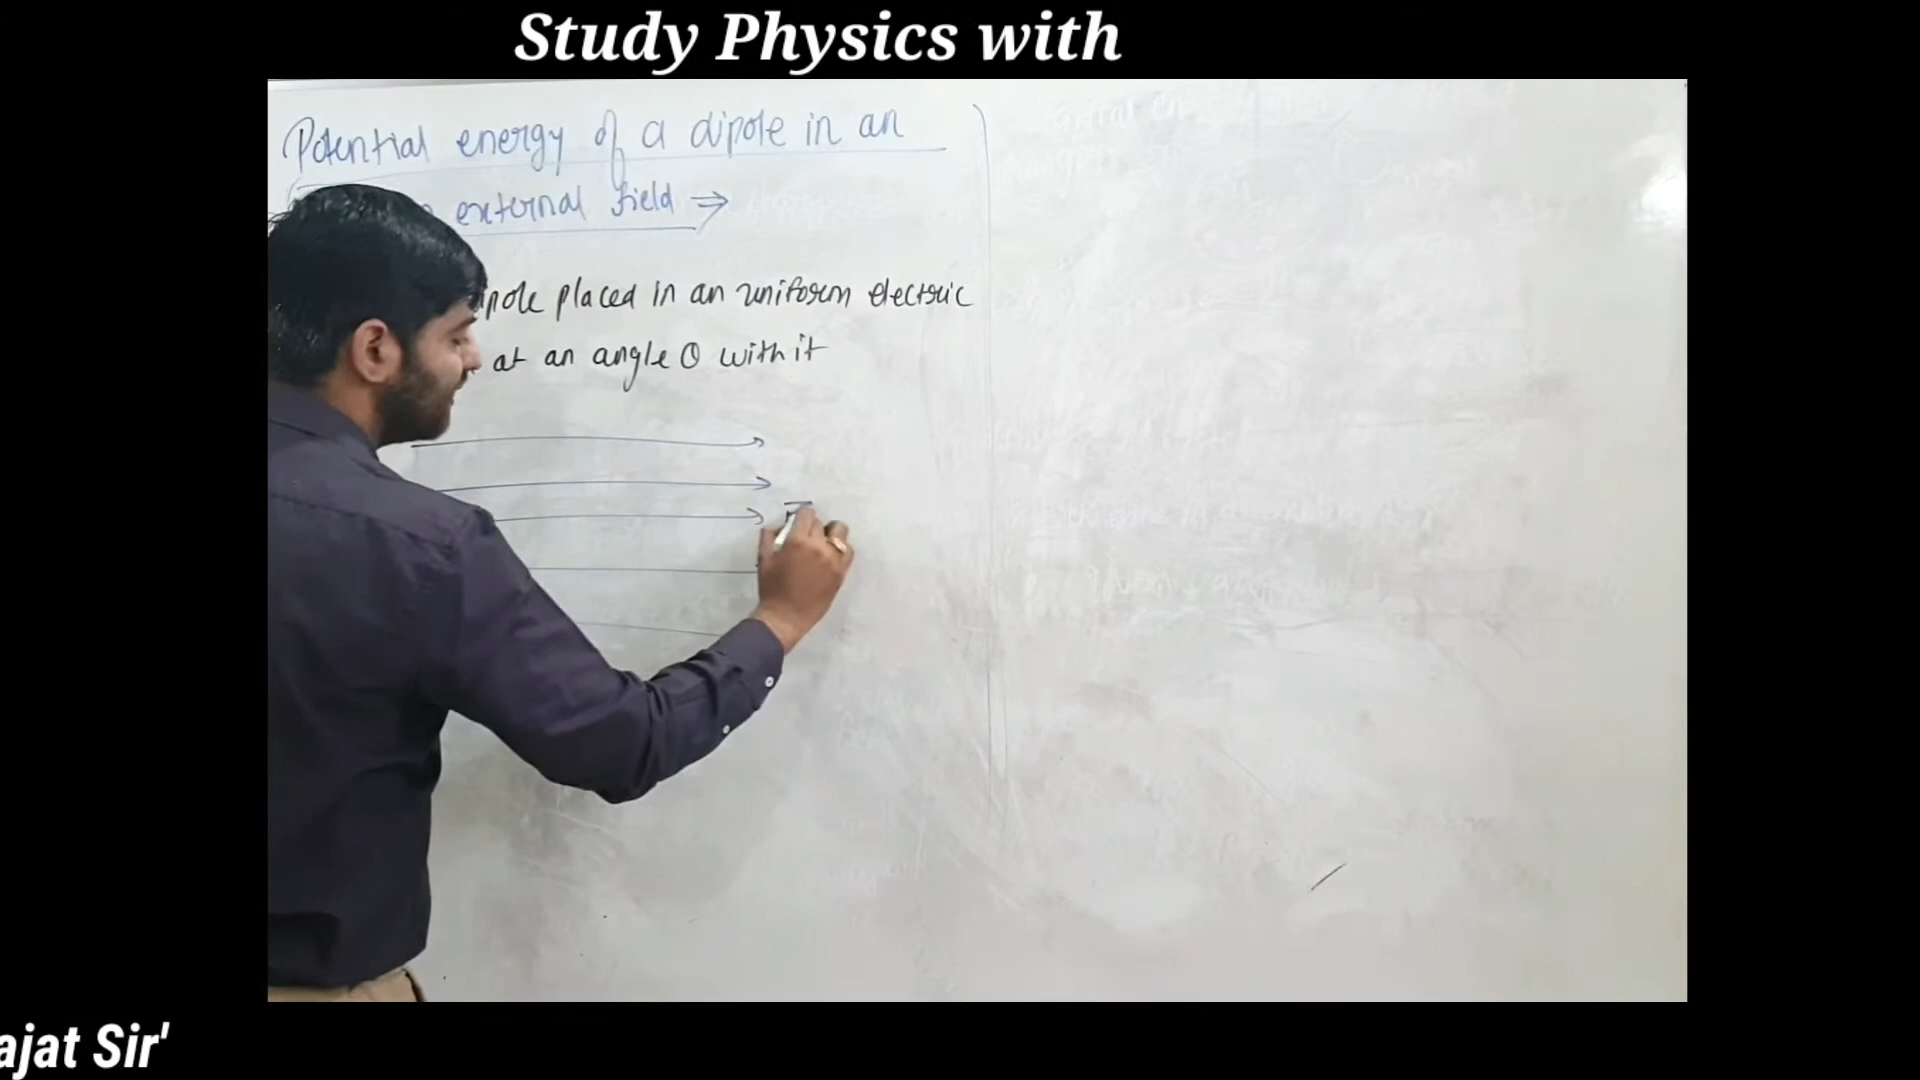 Study Physics with
Potential energy of a dipole in an
external field ⇒
dipole placed in an uniform electric
at an angle θ with it
ajat Sir'